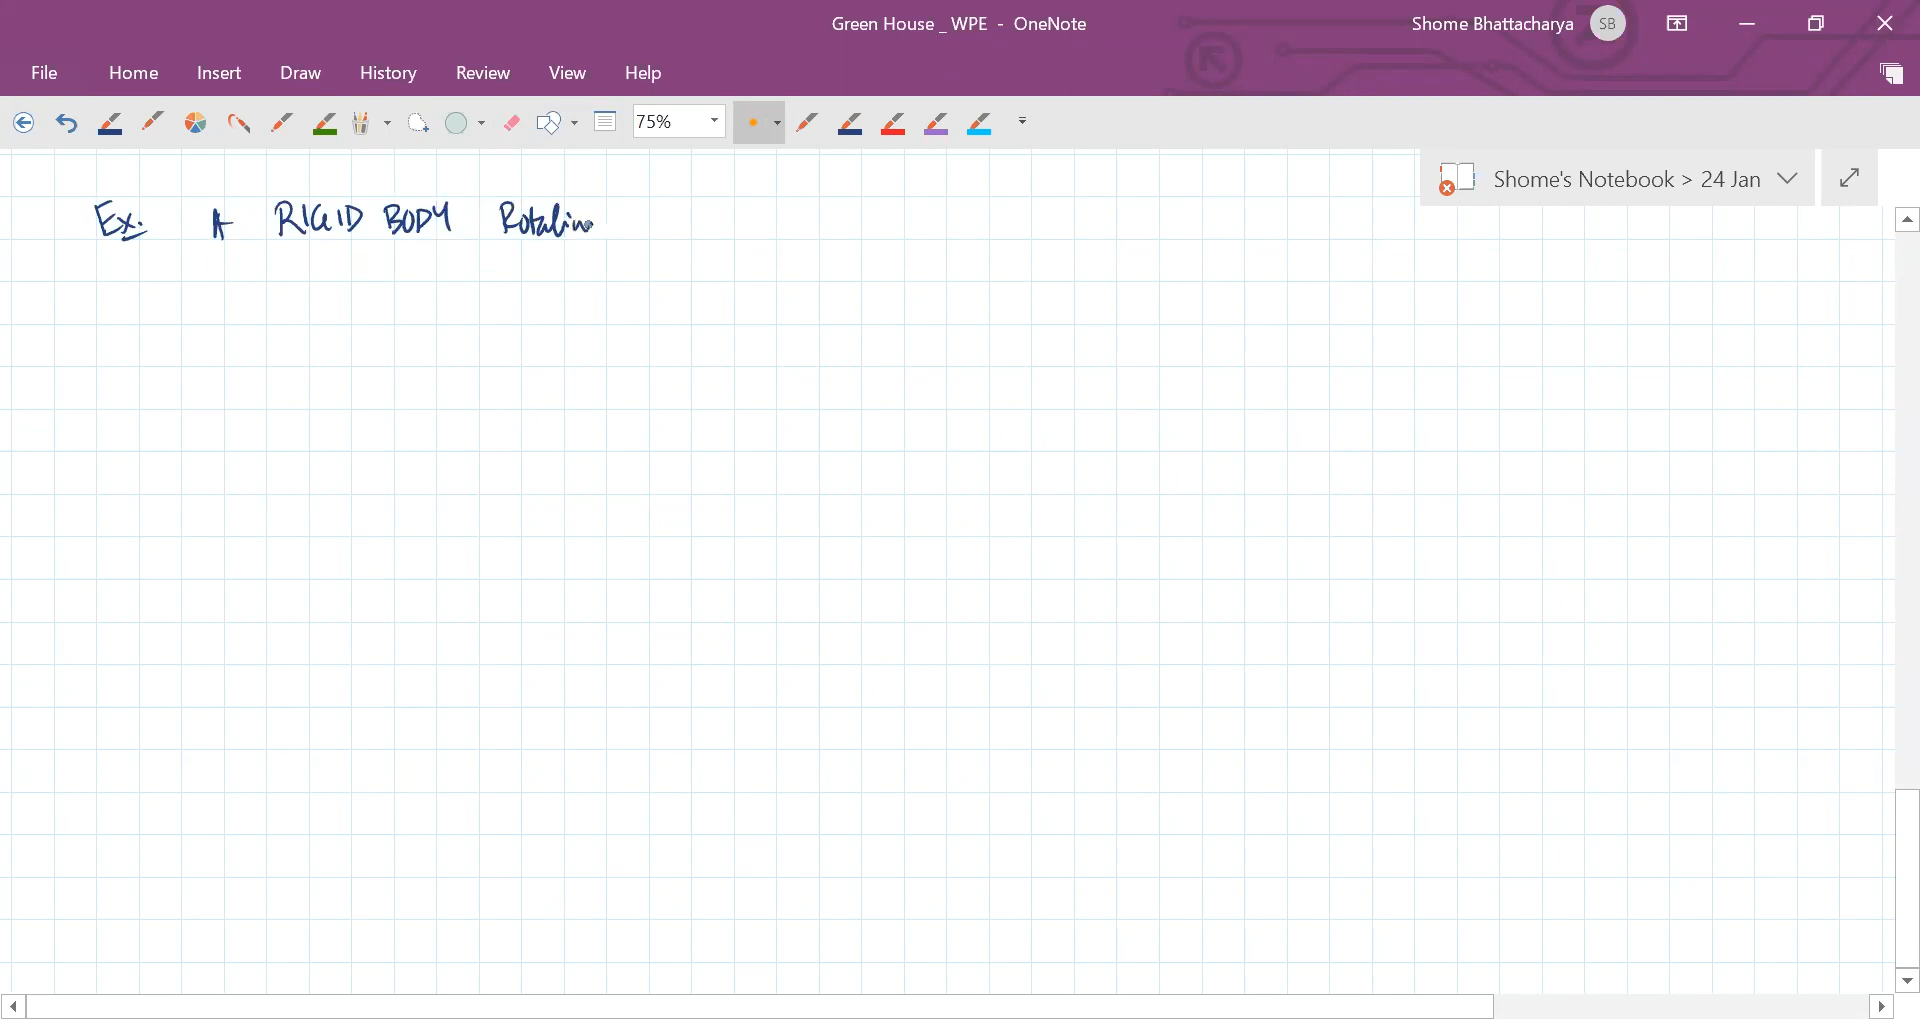 Green House _ WPE - OneNote
Shome Bhattacharya SB
File Home Insert Draw History Review View Help
75%
Shome's Notebook > 24 Jan
Ex. A RIGID BODY Rotatin